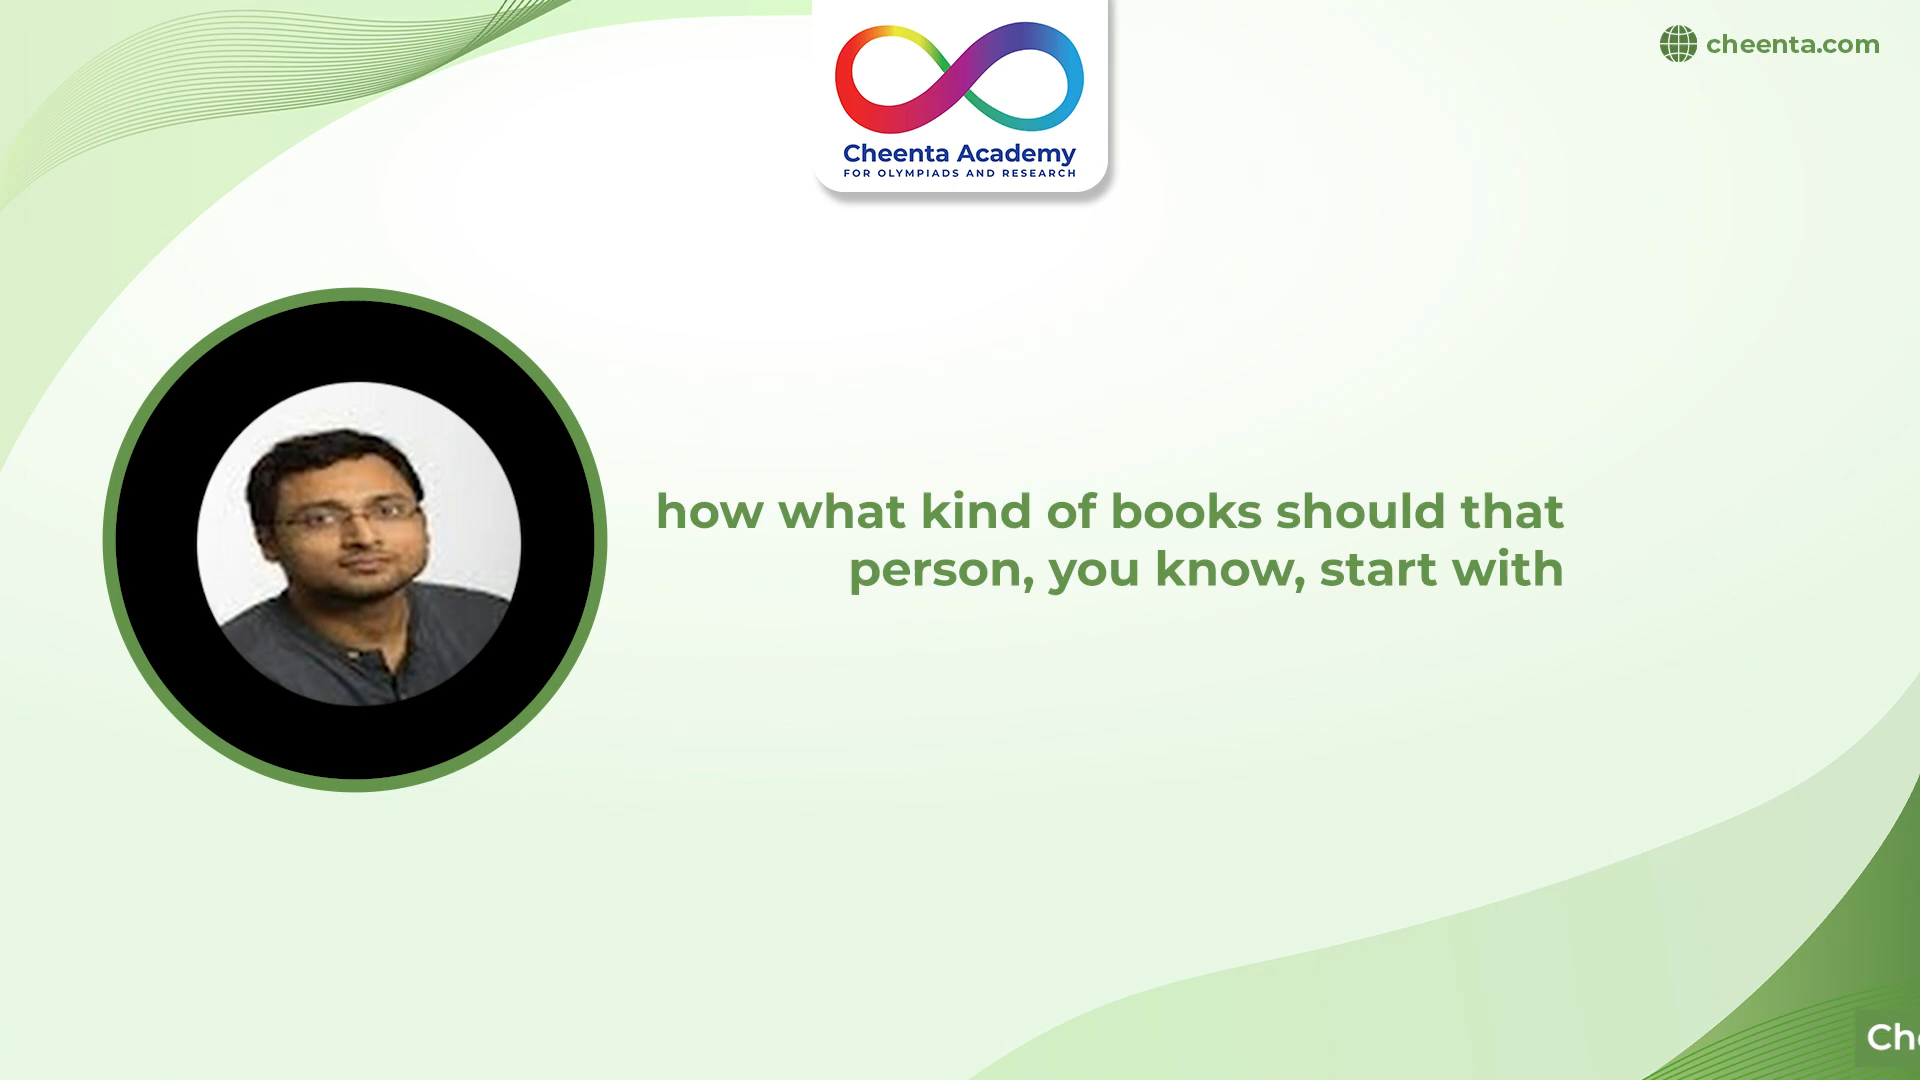 cheenta.com
Cheenta Academy
FOR OLYMPIADS AND RESEARCH
how what kind of books should that
person, you know, start with